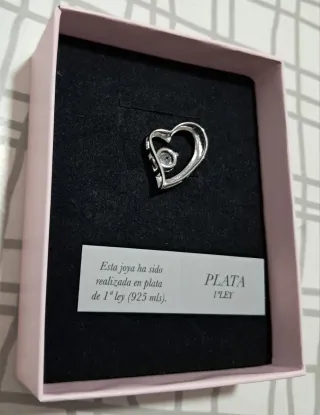 Esta joya ha sido
realizada en plata
de 1ª ley (925 mls).
PLATA
1ªLEY